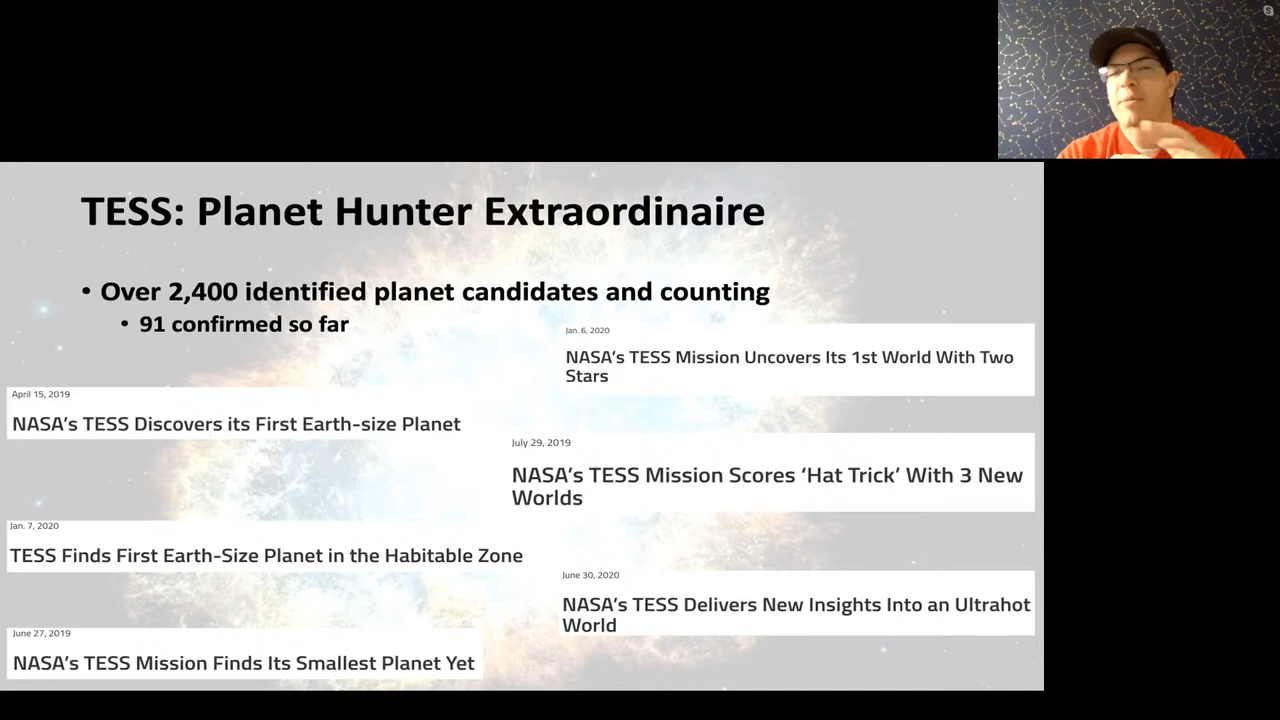 TESS: Planet Hunter Extraordinaire
• Over 2,400 identified planet candidates and counting
• 91 confirmed so far
Jan. 6, 2020
NASA's TESS Mission Uncovers Its 1st World With Two
Stars
April 15, 2019
NASA's TESS Discovers its First Earth-size Planet
July 29, 2019
NASA's TESS Mission Scores ‘Hat Trick’ With 3 New
Worlds
Jan. 7, 2020
TESS Finds First Earth-Size Planet in the Habitable Zone
June 30, 2020
NASA's TESS Delivers New Insights Into an Ultrahot
World
June 27, 2019
NASA's TESS Mission Finds Its Smallest Planet Yet